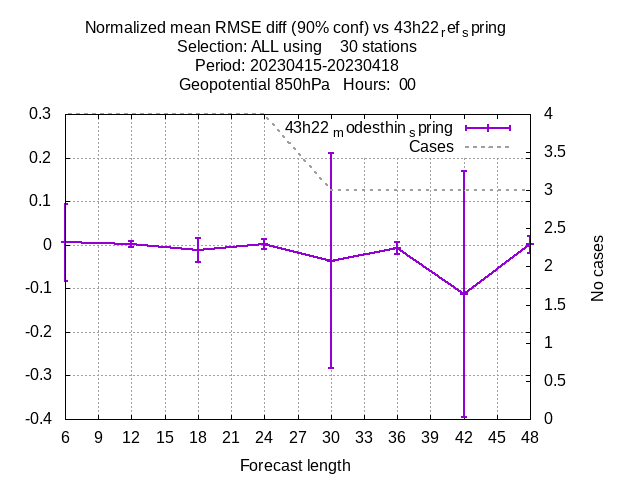 Normalized mean RMSE diff (90% conf) vs 43h22refspring
Selection: ALL using 30 stations
Period: 20230415-20230418
Geopotential 850hPa Hours: 00
43h22modesthinspring
Cases
0.3
0.2
0.1
0
-0.1
-0.2
-0.3
-0.4
4
3.5
3
2.5
2
1.5
1
0.5
0
No cases
6 9 12 15 18 21 24 27 30 33 36 39 42 45 48
Forecast length